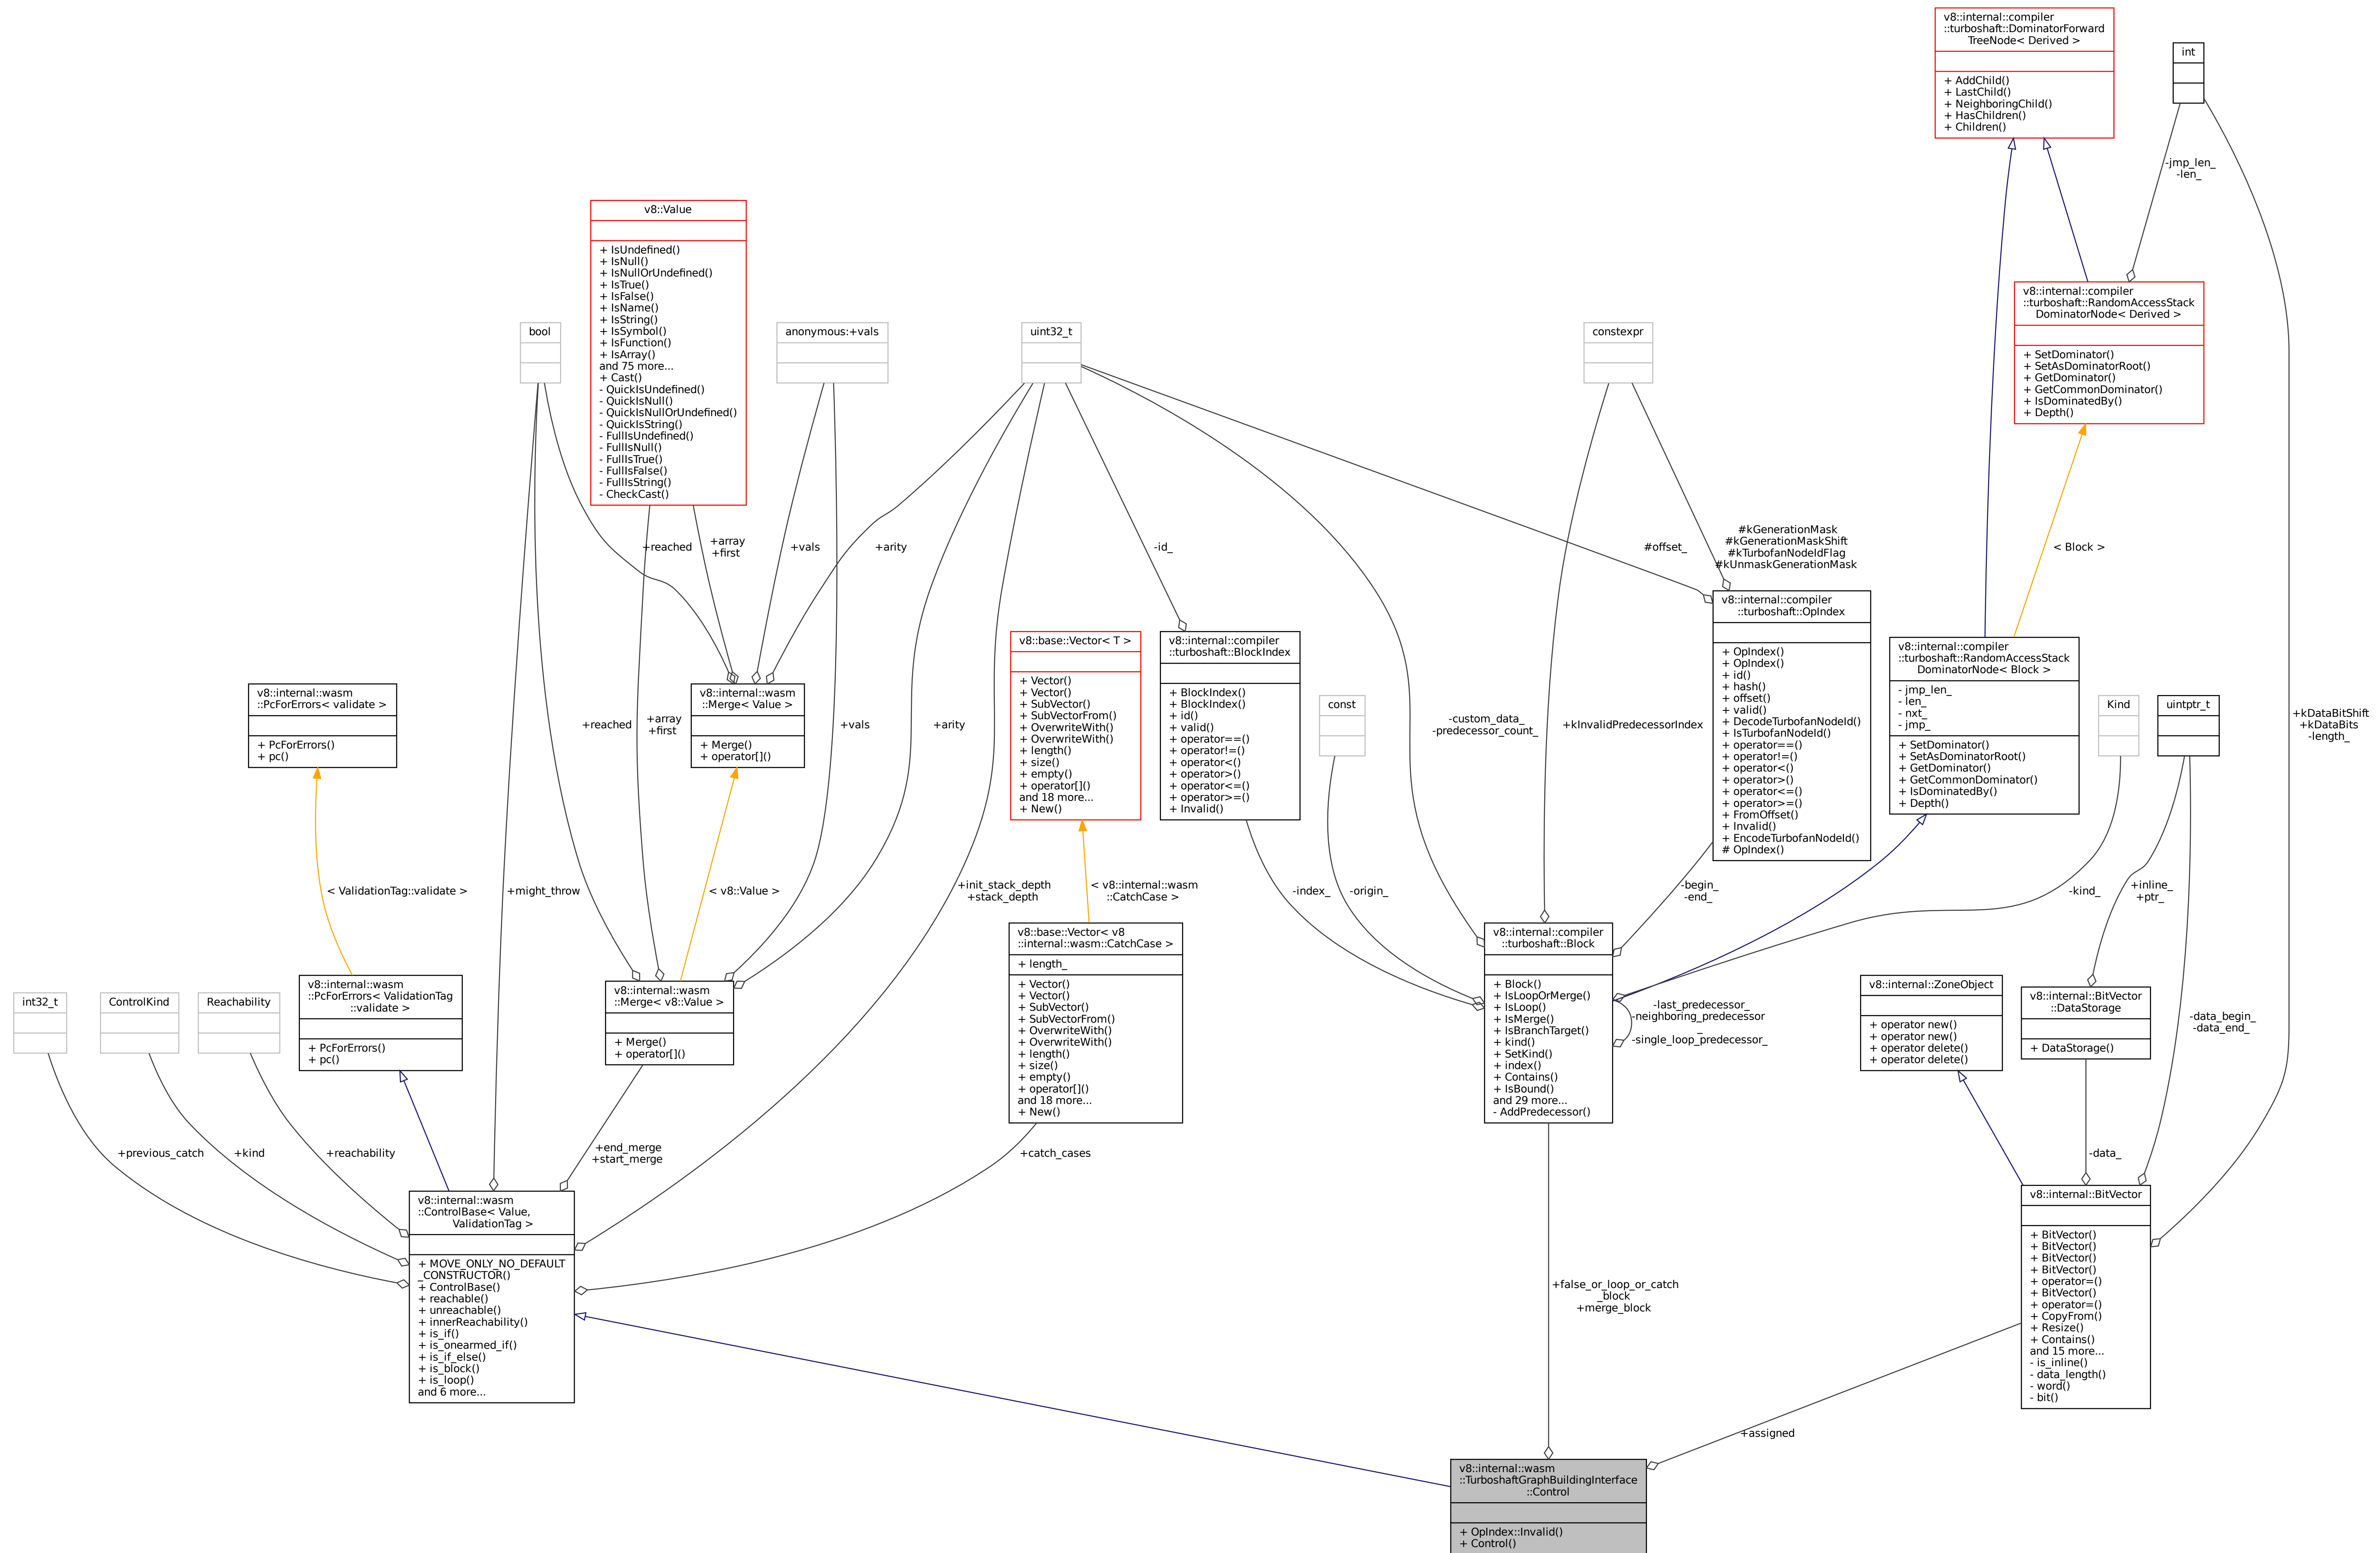 v8::internal::compiler
::turboshaft::DominatorForward
TreeNode< Derived >
+ AddChild()
+ LastChild()
+ NeighboringChild()
+ HasChildren()
+ Children()
int
-jmp_len_
-len_
v8::Value
+ IsUndefined()
+ IsNull()
+ IsNullOrUndefined()
+ IsTrue()
+ IsFalse()
+ IsName()
+ IsString()
+ IsSymbol()
+ IsFunction()
+ IsArray()
and 75 more...
+ Cast()
- QuickIsUndefined()
- QuickIsNull()
- QuickIsNullOrUndefined()
- QuickIsString()
- FullIsUndefined()
- FullIsNull()
- FullIsTrue()
- FullIsFalse()
- FullIsString()
- CheckCast()
v8::internal::compiler
::turboshaft::RandomAccessStack
DominatorNode< Derived >
+ SetDominator()
+ SetAsDominatorRoot()
+ GetDominator()
+ GetCommonDominator()
+ IsDominatedBy()
+ Depth()
bool
anonymous:+vals
uint32_t
constexpr
+reached
+array
+first
+vals
+arity
-id_
#offset_
#kGenerationMask
#kGenerationMaskShift
#kTurbofanNodeIdFlag
#kUnmaskGenerationMask
< Block >
v8::internal::wasm
::PcForErrors< validate >
+ PcForErrors()
+ pc()
v8::internal::wasm
::Merge< Value >
+ Merge()
+ operator[]()
v8::base::Vector< T >
+ Vector()
+ Vector()
+ SubVector()
+ SubVectorFrom()
+ OverwriteWith()
+ OverwriteWith()
+ length()
+ size()
+ empty()
+ operator[]()
and 18 more...
+ New()
v8::internal::compiler
::turboshaft::BlockIndex
+ BlockIndex()
+ BlockIndex()
+ id()
+ valid()
+ operator==()
+ operator!=()
+ operator<()
+ operator>()
+ operator<=()
+ operator>=()
+ Invalid()
const
v8::internal::compiler
::turboshaft::OpIndex
+ OpIndex()
+ OpIndex()
+ id()
+ hash()
+ offset()
+ valid()
+ DecodeTurbofanNodeId()
+ IsTurbofanNodeId()
+ operator==()
+ operator!=()
+ operator<()
+ operator>()
+ operator<=()
+ operator>=()
+ FromOffset()
+ Invalid()
+ EncodeTurbofanNodeId()
# OpIndex()
v8::internal::compiler
::turboshaft::RandomAccessStack
DominatorNode< Block >
- jmp_len_
- len_
- nxt_
- jmp_
+ SetDominator()
+ SetAsDominatorRoot()
+ GetDominator()
+ GetCommonDominator()
+ IsDominatedBy()
+ Depth()
Kind
uintptr_t
+kDataBitShift
+kDataBits
-length_
+reached
+array
+first
+vals
+arity
-custom_data_
-predecessor_count_
+kInvalidPredecessorIndex
< ValidationTag::validate >
+might_throw
< v8::Value >
+init_stack_depth
+stack_depth
< v8::internal::wasm
::CatchCase >
-index_
-origin_
-begin_
-end_
-kind_
+inline_
+ptr_
int32_t
ControlKind
Reachability
v8::internal::wasm
::PcForErrors< ValidationTag
::validate >
+ PcForErrors()
+ pc()
v8::internal::wasm
::Merge< v8::Value >
+ Merge()
+ operator[]()
v8::base::Vector< v8
::internal::wasm::CatchCase >
+ length_
+ Vector()
+ Vector()
+ SubVector()
+ SubVectorFrom()
+ OverwriteWith()
+ OverwriteWith()
+ length()
+ size()
+ empty()
+ operator[]()
and 18 more...
+ New()
v8::internal::compiler
::turboshaft::Block
+ Block()
+ IsLoopOrMerge()
+ IsLoop()
+ IsMerge()
+ IsBranchTarget()
+ kind()
+ SetKind()
+ index()
+ Contains()
+ IsBound()
and 29 more...
- AddPredecessor()
-last_predecessor_
-neighboring_predecessor
_
-single_loop_predecessor_
v8::internal::ZoneObject
+ operator new()
+ operator new()
+ operator delete()
+ operator delete()
v8::internal::BitVector
::DataStorage
+ DataStorage()
-data_begin_
-data_end_
+previous_catch
+kind
+reachability
+end_merge
+start_merge
+catch_cases
-data_
v8::internal::wasm
::ControlBase< Value,
ValidationTag >
+ MOVE_ONLY_NO_DEFAULT
_CONSTRUCTOR()
+ ControlBase()
+ reachable()
+ unreachable()
+ innerReachability()
+ is_if()
+ is_onearmed_if()
+ is_if_else()
+ is_block()
+ is_loop()
and 6 more...
+false_or_loop_or_catch
_block
+merge_block
v8::internal::BitVector
+ BitVector()
+ BitVector()
+ BitVector()
+ BitVector()
+ operator=()
+ BitVector()
+ operator=()
+ CopyFrom()
+ Resize()
+ Contains()
and 15 more...
- is_inline()
- data_length()
- word()
- bit()
+assigned
v8::internal::wasm
::TurboshaftGraphBuildingInterface
::Control
+ OpIndex::Invalid()
+ Control()